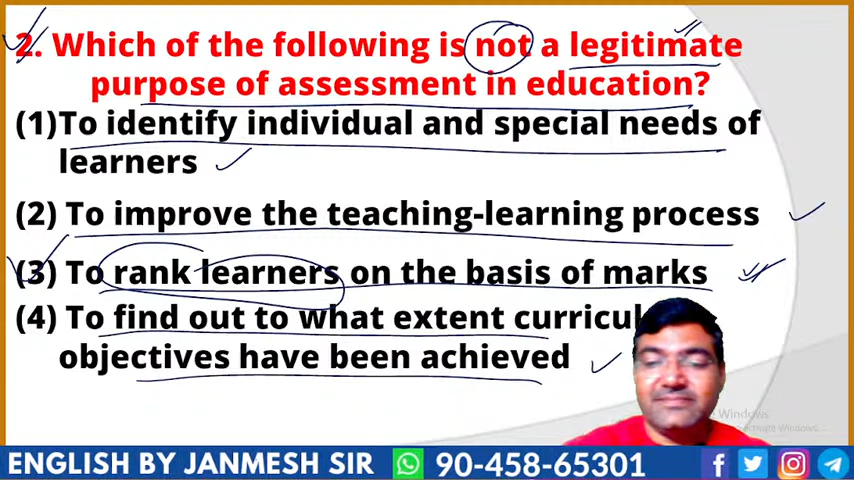 2. Which of the following is not a legitimate
purpose of assessment in education?
(1)To identify individual and special needs of
learners
(2) To improve the teaching-learning process
(3) To rank learners on the basis of marks
(4) To find out to what extent
objectives have been achieved
Windows
Windows.
ENGLISH BY JANMESH SIR 90-458-65301